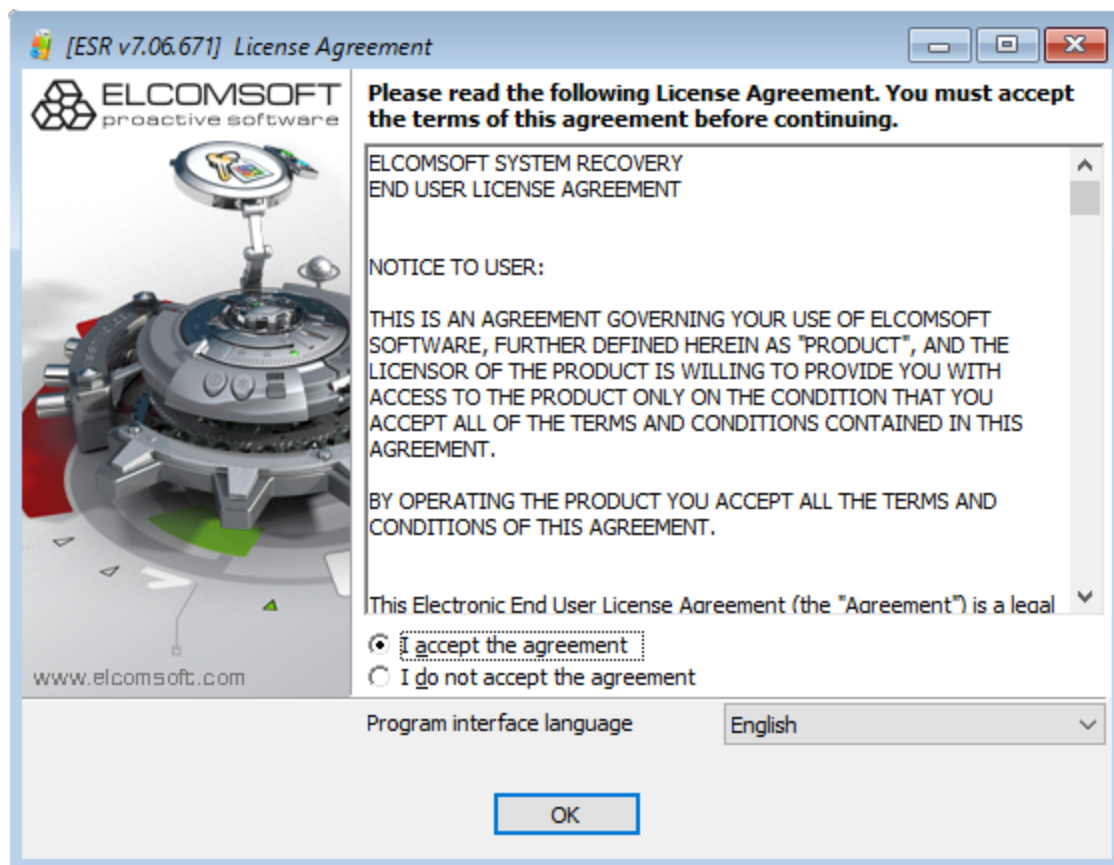 [ESR v7.06.671] License Agreement
ELCOMSOFT
proactive software
Please read the following License Agreement. You must accept
the terms of this agreement before continuing.
ELCOMSOFT SYSTEM RECOVERY
END USER LICENSE AGREEMENT
NOTICE TO USER:
THIS IS AN AGREEMENT GOVERNING YOUR USE OF ELCOMSOFT
SOFTWARE, FURTHER DEFINED HEREIN AS "PRODUCT", AND THE
LICENSOR OF THE PRODUCT IS WILLING TO PROVIDE YOU WITH
ACCESS TO THE PRODUCT ONLY ON THE CONDITION THAT YOU
ACCEPT ALL OF THE TERMS AND CONDITIONS CONTAINED IN THIS
AGREEMENT.
BY OPERATING THE PRODUCT YOU ACCEPT ALL THE TERMS AND
CONDITIONS OF THIS AGREEMENT.
This Electronic End User License Agreement (the "Agreement") is a legal
I accept the agreement
I do not accept the agreement
www.elcomsoft.com
Program interface language
English
OK